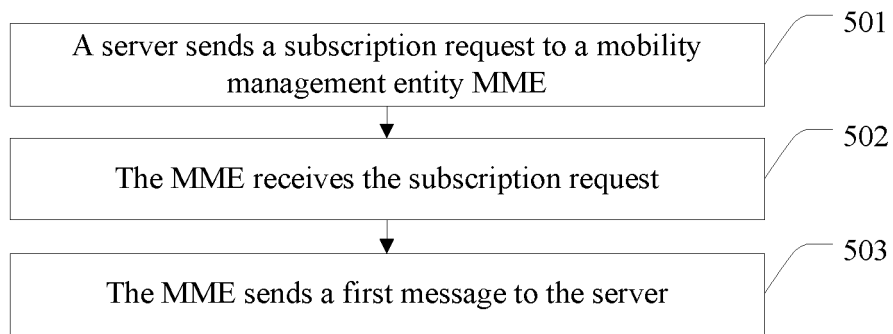 A server sends a subscription request to a mobility
management entity MME
501
The MME receives the subscription request
502
The MME sends a first message to the server
503